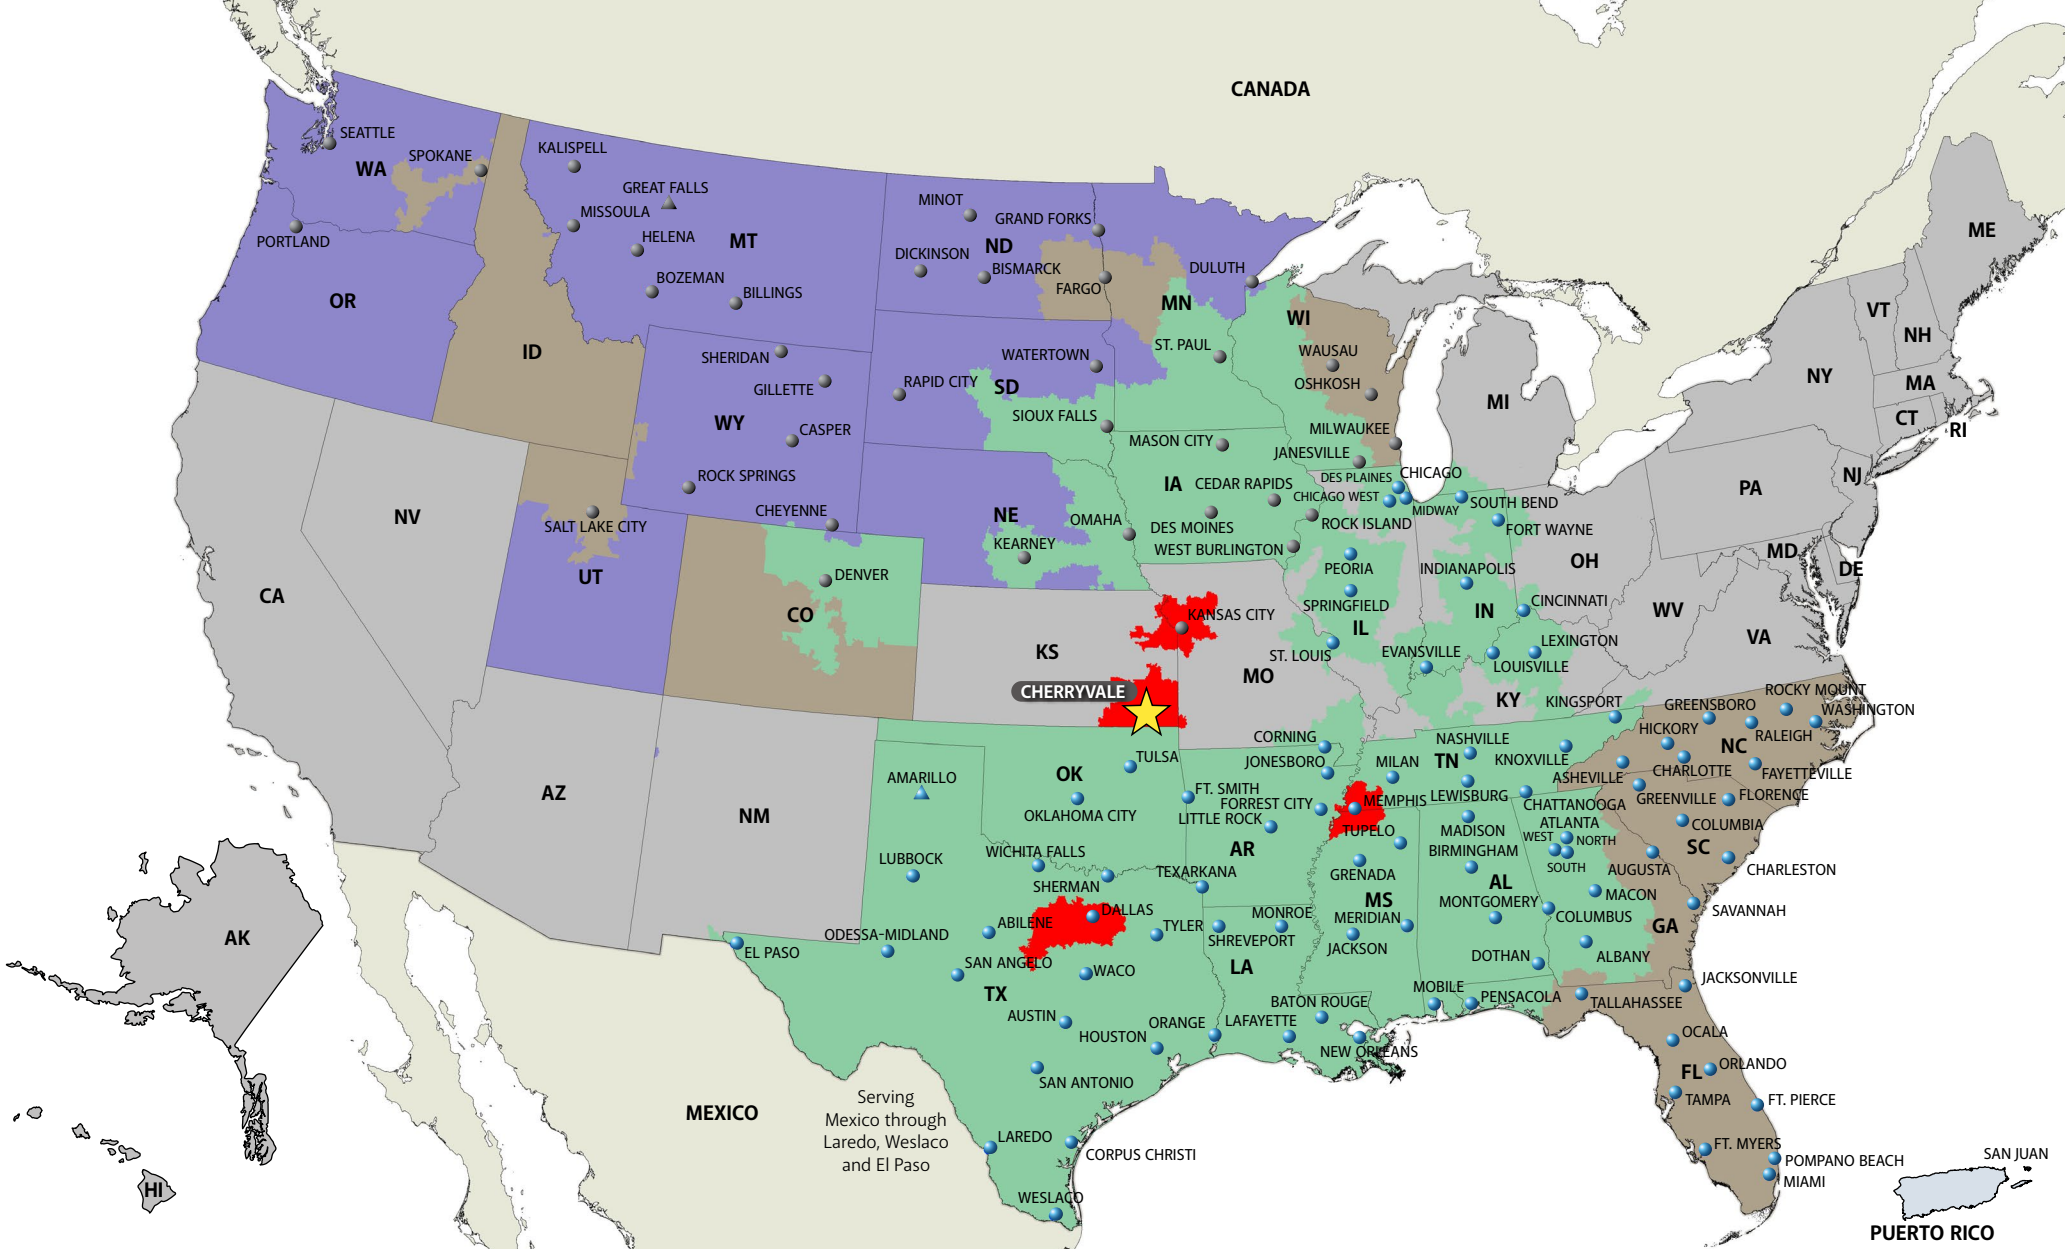 CANADA
SEATTLE
SPOKANE
WA
PORTLAND
OR
KALISPELL
GREAT FALLS
MISSOULA
HELENA
MT
BOZEMAN
BILLINGS
ID
MINOT
GRAND FORKS
ND
DICKINSON
BISMARCK
FARGO
DULUTH
MN
ST. PAUL
WI
WAUSAU
OSHKOSH
MILWAUKEE
JANESVILLE
SHERIDAN
GILLETTE
WY
CASPER
ROCK SPRINGS
CHEYENNE
WATERTOWN
RAPID CITY
SD
SIOUX FALLS
MASON CITY
IA
CEDAR RAPIDS
DES MOINES
WEST BURLINGTON
NE
OMAHA
KEARNEY
DES PLAINES
CHICAGO
CHICAGO WEST
MIDWAY
ROCK ISLAND
SOUTH BEND
FORT WAYNE
PEORIA
SPRINGFIELD
IL
INDIANAPOLIS
IN
CINCINNATI
LEXINGTON
LOUISVILLE
EVANSVILLE
ST. LOUIS
MI
OH
KY
KINGSPORT
ME
VT
NH
NY
MA
CT
RI
PA
NJ
MD
DE
WV
VA
NV
CA
SALT LAKE CITY
UT
DENVER
CO
KS
KANSAS CITY
CHERRYVALE
MO
AZ
NM
AMARILLO
LUBBOCK
OK
TULSA
OKLAHOMA CITY
WICHITA FALLS
SHERMAN
CORNING
JONESBORO
FT. SMITH
FORREST CITY
LITTLE ROCK
AR
TEXARKANA
NASHVILLE
TN
MILAN
KNOXVILLE
MEMPHIS
LEWISBURG
CHATTANOOGA
TUPELO
GRENADA
MS
MERIDIAN
JACKSON
MADISON
BIRMINGHAM
AL
MONTGOMERY
DOTHAN
ATLANTA
WEST
NORTH
SOUTH
AUGUSTA
MACON
COLUMBUS
GA
ALBANY
SAVANNAH
ROCKY MOUNT
GREENSBORO
WASHINGTON
HICKORY
NC
RALEIGH
ASHEVILLE
CHARLOTTE
FAYETTEVILLE
GREENVILLE
FLORENCE
COLUMBIA
SC
CHARLESTON
DALLAS
ABILENE
TYLER
ODESSA-MIDLAND
EL PASO
SAN ANGELO
WACO
TX
AUSTIN
HOUSTON
ORANGE
SAN ANTONIO
MONROE
SHREVEPORT
LA
BATON ROUGE
LAFAYETTE
NEW ORLEANS
MOBILE
PENSACOLA
TALLAHASSEE
JACKSONVILLE
OCALA
ORLANDO
FL
TAMPA
FT. PIERCE
FT. MYERS
POMPANO BEACH
MIAMI
LAREDO
CORPUS CHRISTI
WESLACO
Serving
Mexico through
Laredo, Weslaco
and El Paso
MEXICO
AK
HI
SAN JUAN
PUERTO RICO